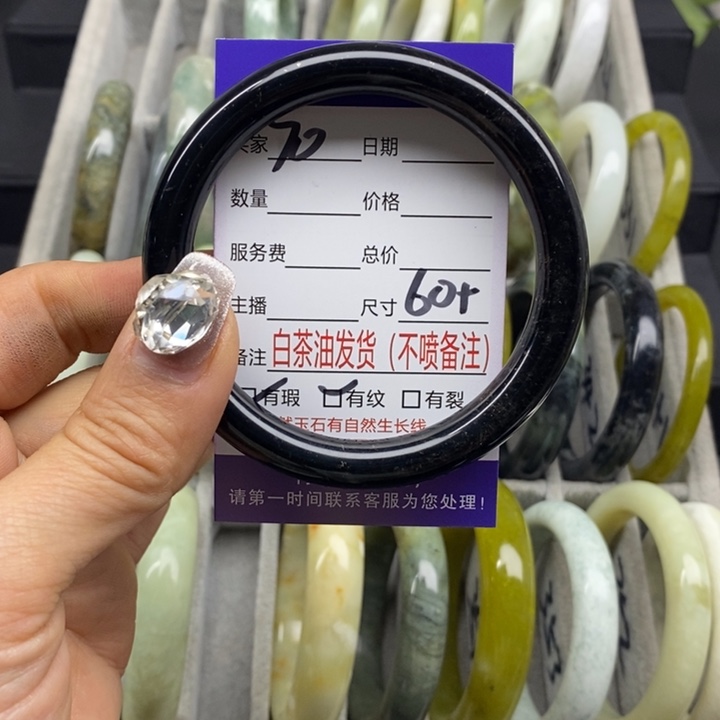 家 70 日期
数量 价格
服务费 总价
主播 尺寸 60+
备注 白茶油发货(不喷备注)
☑有瑕 ☑有纹 ☐有裂
然玉石有自然生长线
请第一时间联系客服为您处理!